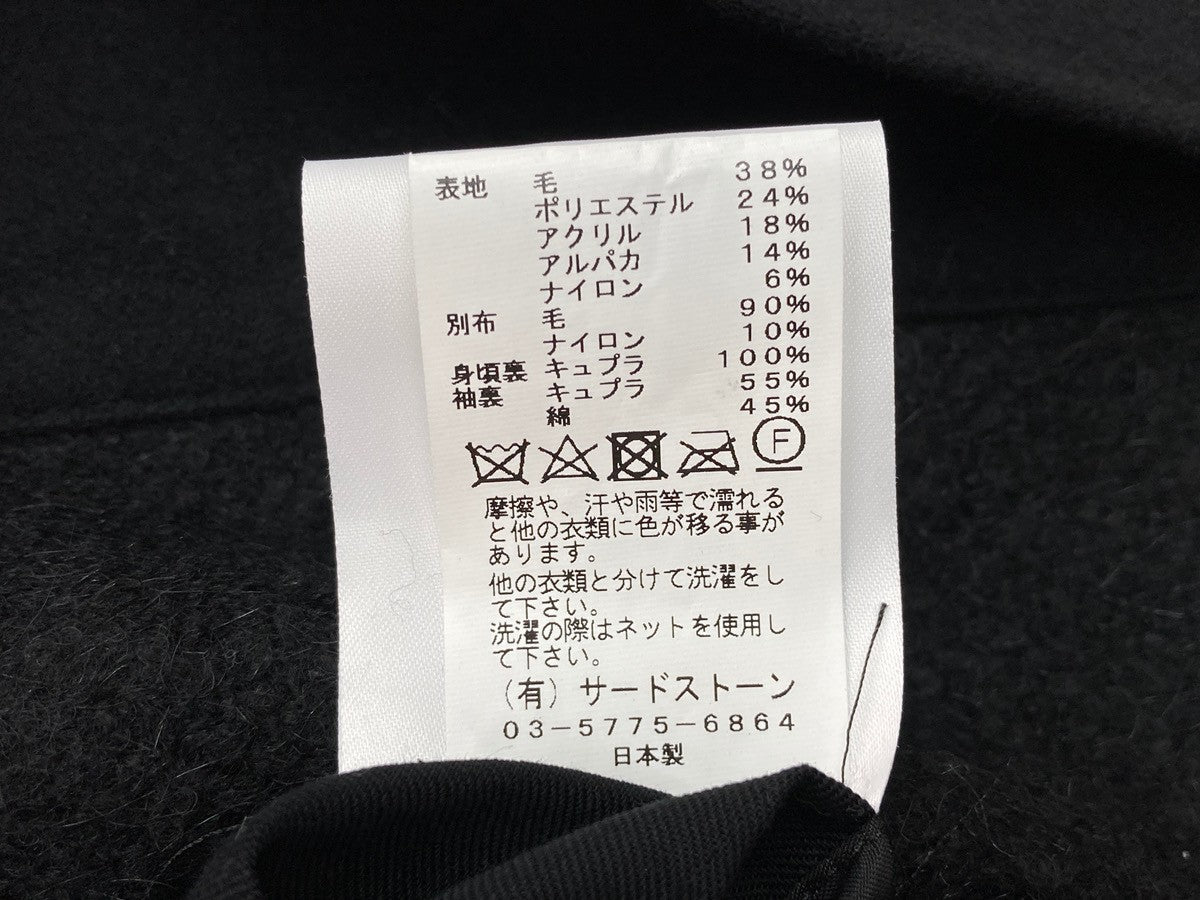 表地 毛 38%
ポリエステル 24%
アクリル 18%
アルパカ 14%
ナイロン 6%
別布 毛 90%
ナイロン 10%
身頃裏 キュプラ 100%
袖裏 キュプラ 55%
綿 45%
F
摩擦や、汗や雨等で濡れる
と他の衣類に色が移る事が
あります。
他の衣類と分けて洗濯をし
て下さい。
洗濯の際はネットを使用し
て下さい。
(有) サードストーン
03-5775-6864
日本製